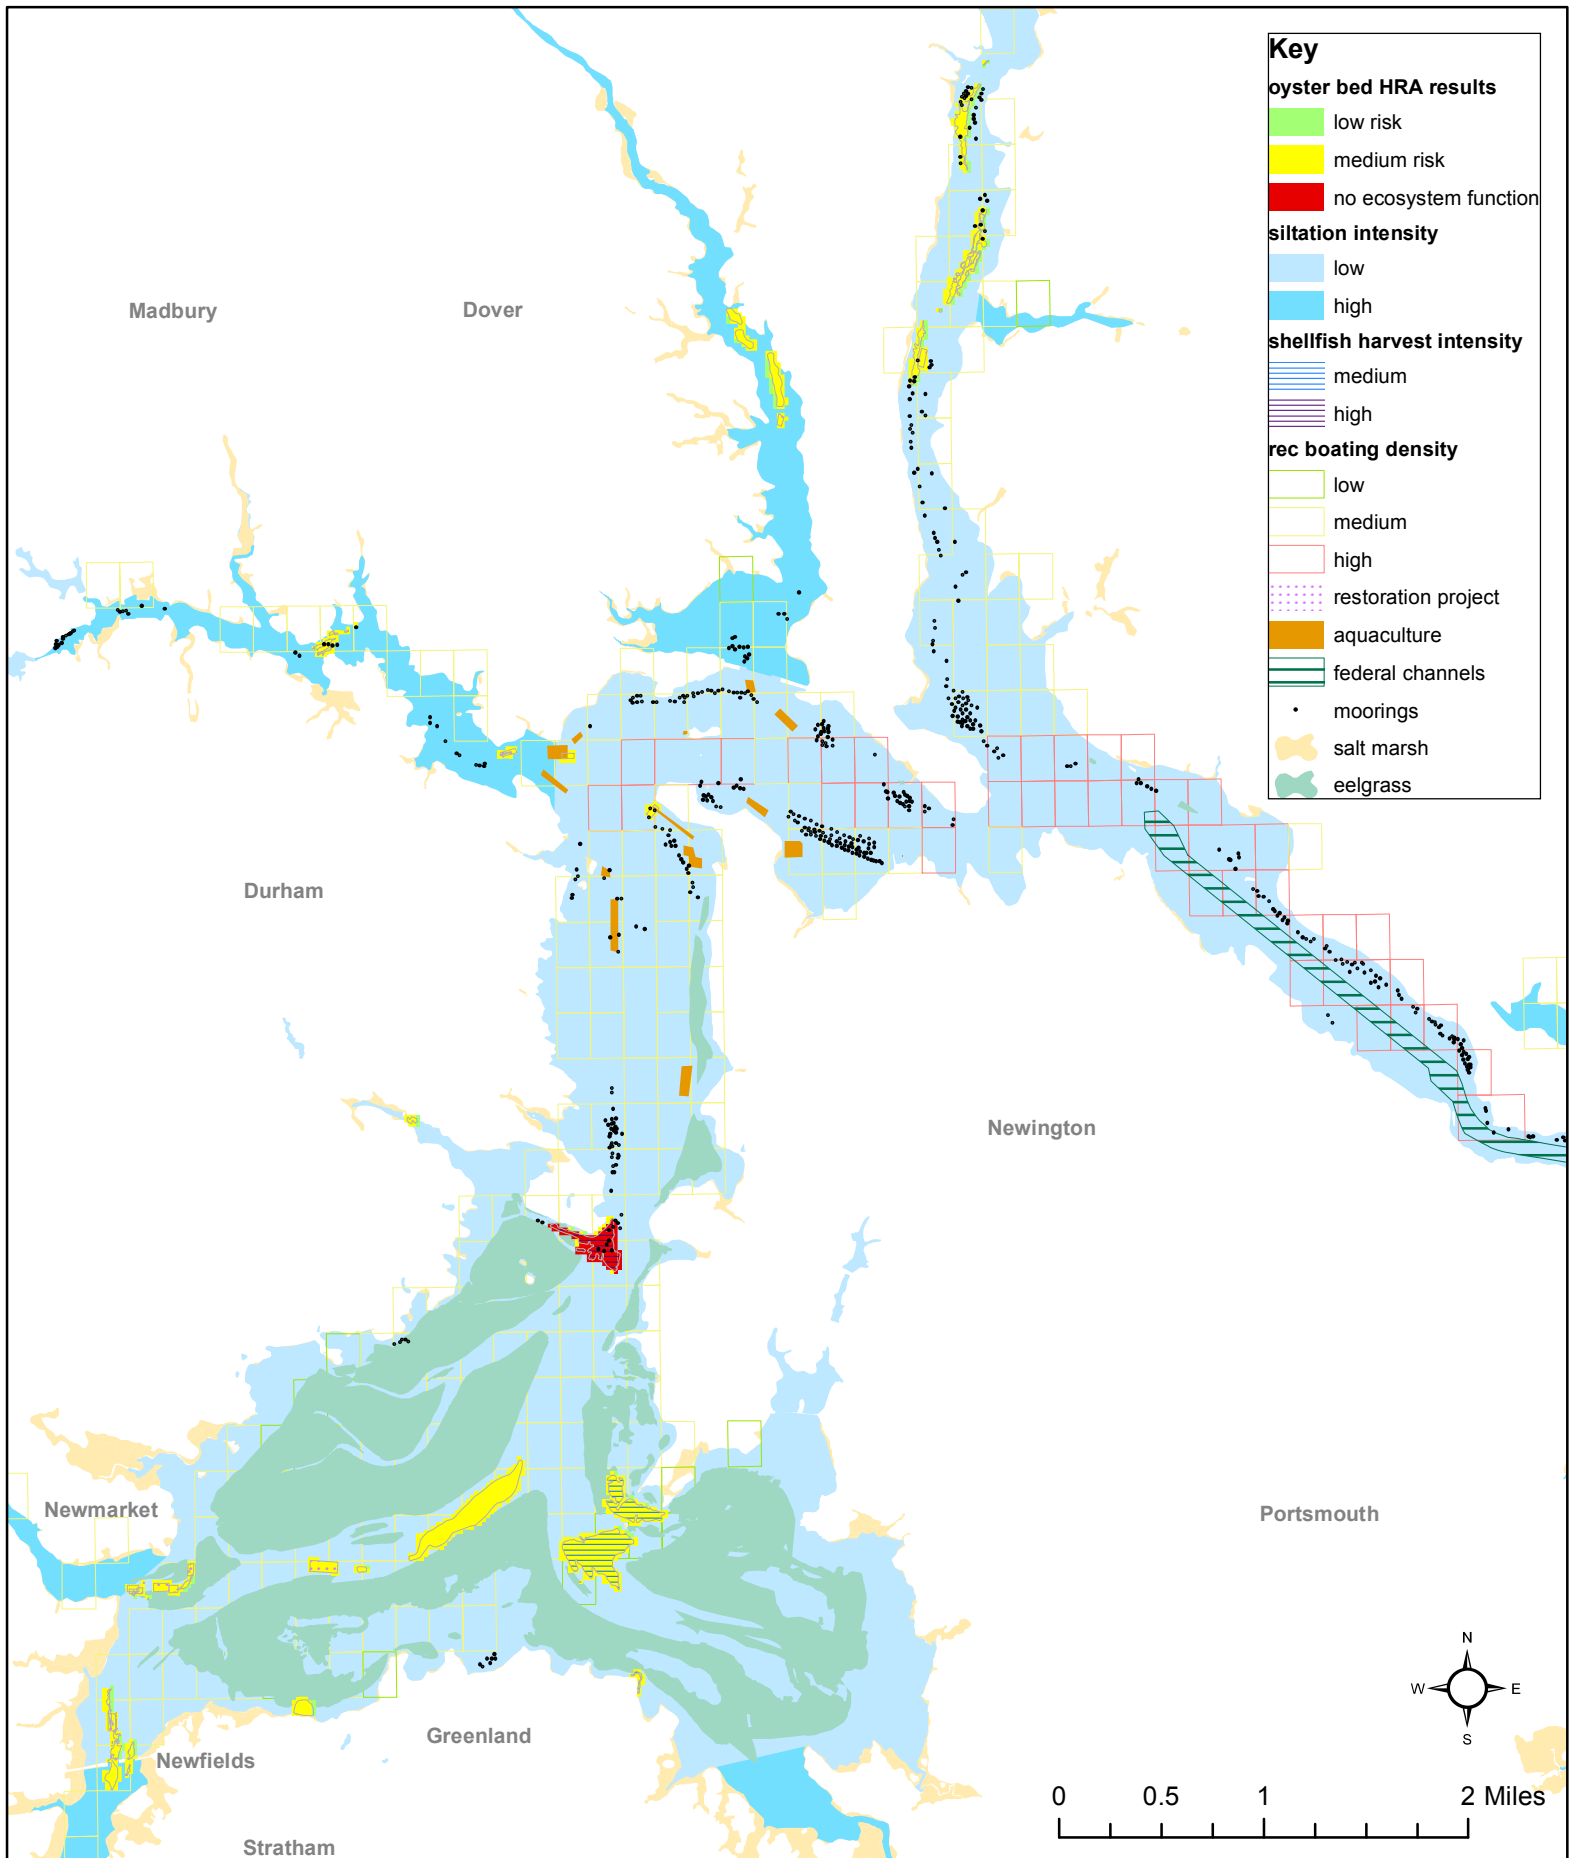 Key
oyster bed HRA results
low risk
medium risk
no ecosystem function
siltation intensity
low
high
shellfish harvest intensity
medium
high
rec boating density
low
medium
high
restoration project
aquaculture
federal channels
moorings
salt marsh
eelgrass
Madbury
Dover
Durham
Newington
Newmarket
Portsmouth
Greenland
Newfields
Stratham
N
W
E
S
0 0.5 1 2 Miles